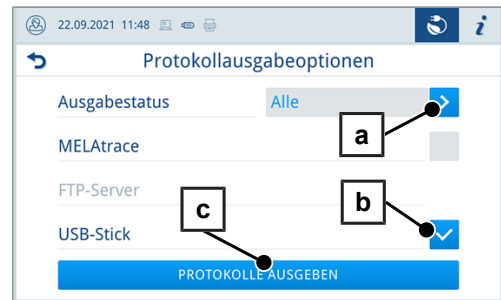 22.09.2021 11:48 i
Protokollausgabeoptionen
Ausgabestatus Alle
a
MELAtrace
FTP-Server
c b
USB-Stick
PROTOKOLLE AUSGEBEN